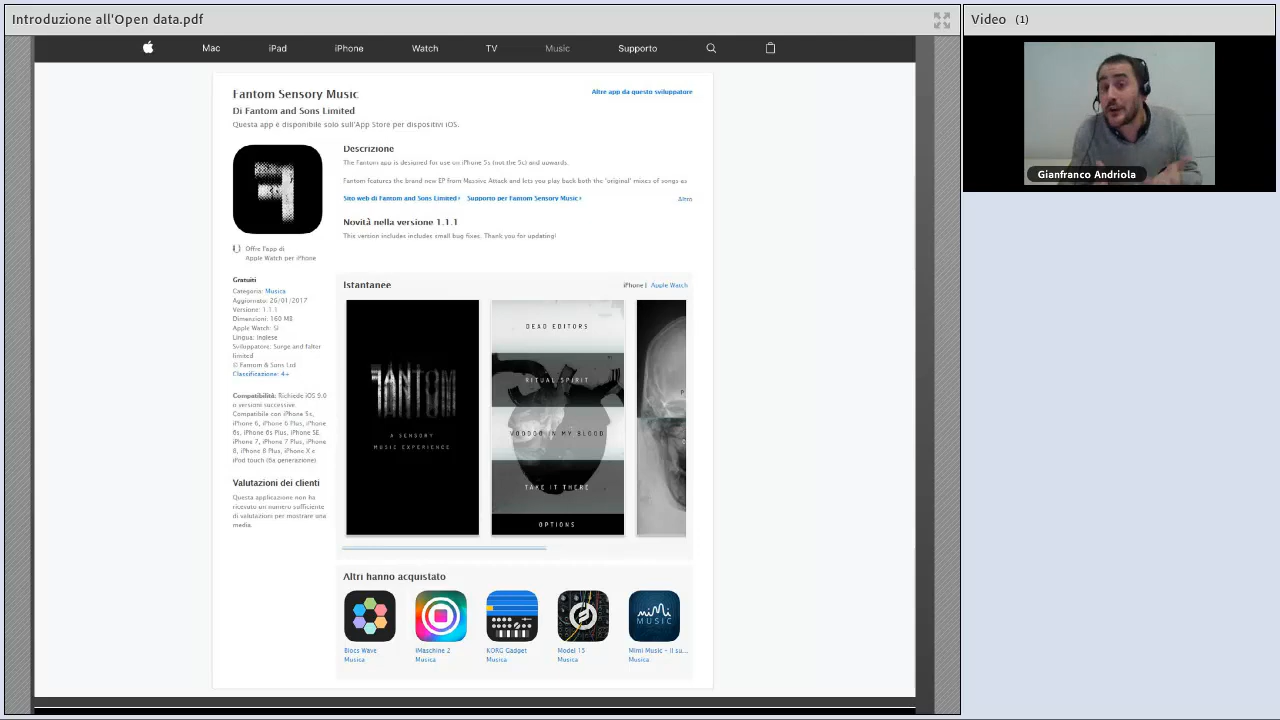 Introduzione all'Open data.pdf
Video (1)
Mac iPad iPhone Watch TV Music Supporto
Gianfranco Andriola
Fantom Sensory Music
Altre app da questo sviluppatore
Di Fantom and Sons Limited
Questa app è disponibile solo sull'App Store per dispositivi iOS.
Descrizione
The Fantom app is designed for use on iPhone 5s (not the 5c) and upwards.
Fantom features the brand new EP from Massive Attack and lets you play back both the 'original' mixes of songs as
Sito web di Fantom and Sons Limited Supporto per Fantom Sensory Music
Altro
Novità nella versione 1.1.1
This version includes includes small bug fixes. Thank you for updating!
Offre l'app di
Apple Watch per iPhone
Gratuiti
Categoria: Musica
Aggiornato: 26/01/2017
Versione: 1.1.1
Dimensioni: 160 MB
Apple Watch: Sì
Lingua: Inglese
Sviluppatore: Surge and falter
limited
© Fantom & Sons Ltd
Classificazione: 4+
Compatibilità: Richiede iOS 9.0
o versioni successive.
Compatibile con iPhone 5s,
iPhone 6, iPhone 6 Plus, iPhone
6s, iPhone 6s Plus, iPhone SE,
iPhone 7, iPhone 7 Plus, iPhone
8, iPhone 8 Plus, iPhone X e
iPod touch (6a generazione)
Valutazioni dei clienti
Questa applicazione non ha
ricevuto un numero sufficiente
di valutazioni per mostrare una
media.
Istantanee
iPhone | Apple Watch
FANTOM
A SENSORY
MUSIC EXPERIENCE
DEAD EDITORS
RITUAL SPIRIT
VOODOO IN MY BLOOD
TAKE IT THERE
OPTIONS
Altri hanno acquistato
miMi
MUSIC
Blocs Wave
Musica
iMaschine 2
Musica
KORG Gadget
Musica
Model 15
Musica
Mimi Music - Il su...
Musica